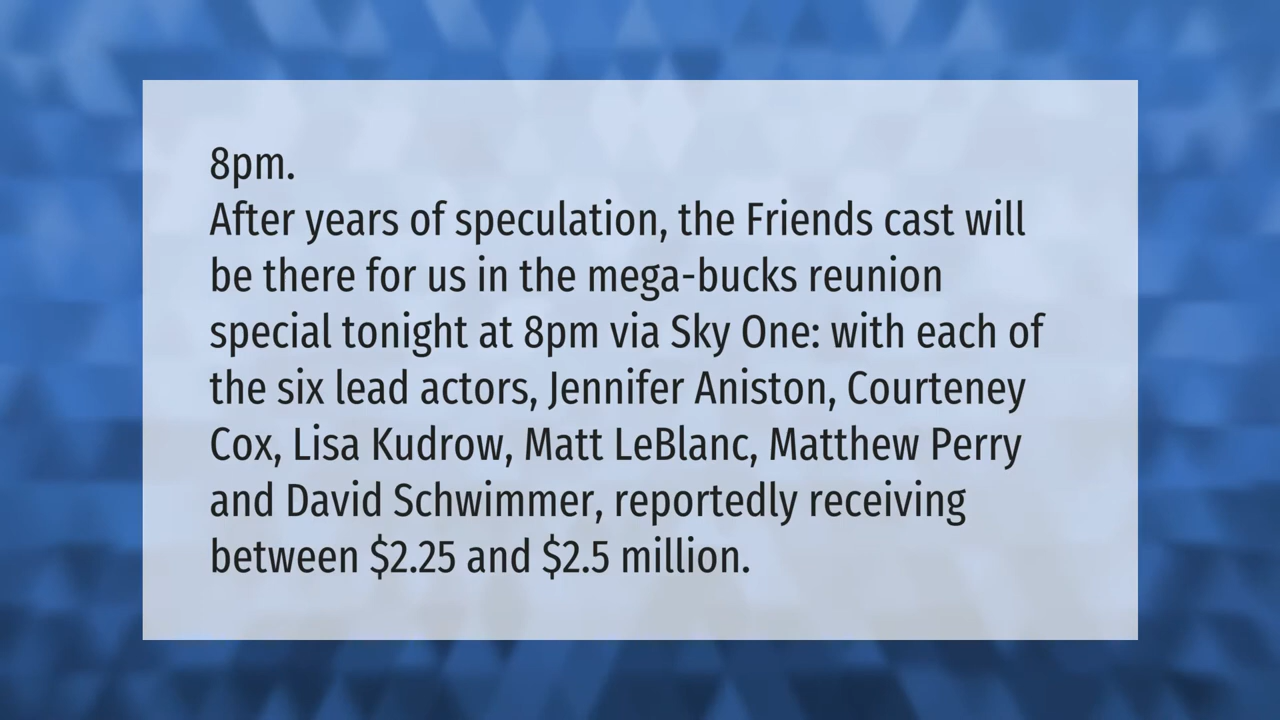 8pm.
After years of speculation, the Friends cast will
be there for us in the mega-bucks reunion
special tonight at 8pm via Sky One: with each of
the six lead actors, Jennifer Aniston, Courteney
Cox, Lisa Kudrow, Matt LeBlanc, Matthew Perry
and David Schwimmer, reportedly receiving
between $2.25 and $2.5 million.